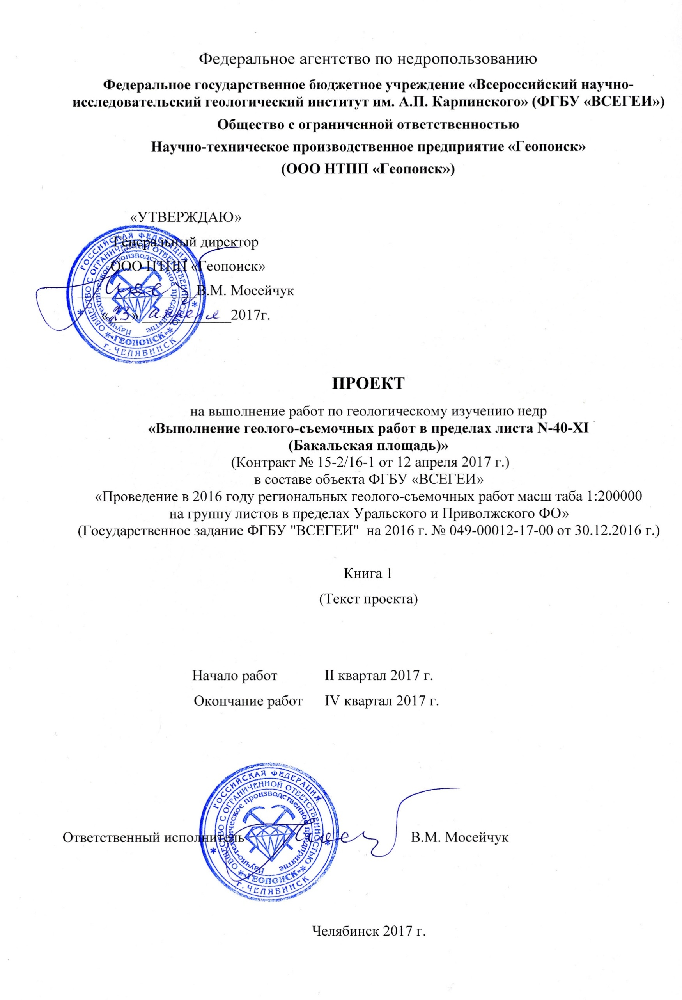 Федеральное агентство по недропользованию
Федеральное государственное бюджетное учреждение «Всероссийский научно-
исследовательский геологический институт им. А.П. Карпинского» (ФГБУ «ВСЕГЕИ»)
Общество с ограниченной ответственностью
Научно-техническое производственное предприятие «Геопоиск»
(ООО НТПП «Геопоиск»)
«УТВЕРЖДАЮ»
Генеральный директор
ООО НТПП «Геопоиск»
В.М. Мосейчук
«23» апреля 2017г.
РОССИЙСКАЯ ФЕДЕРАЦИЯ
ОБЩЕСТВО С ОГРАНИЧЕННОЙ ОТВЕТСТВЕННОСТЬЮ
Научно-техническое производственное предприятие
*«ГЕОПОИСК»*
г. ЧЕЛЯБИНСК
ПРОЕКТ
на выполнение работ по геологическому изучению недр
«Выполнение геолого-съемочных работ в пределах листа N-40-XI
(Бакальская площадь)»
(Контракт № 15-2/16-1 от 12 апреля 2017 г.)
в составе объекта ФГБУ «ВСЕГЕИ»
«Проведение в 2016 году региональных геолого-съемочных работ масш таба 1:200000
на группу листов в пределах Уральского и Приволжского ФО»
(Государственное задание ФГБУ "ВСЕГЕИ" на 2016 г. № 049-00012-17-00 от 30.12.2016 г.)
Книга 1
(Текст проекта)
Начало работ II квартал 2017 г.
Окончание работ IV квартал 2017 г.
Ответственный исполнитель В.М. Мосейчук
РОССИЙСКАЯ ФЕДЕРАЦИЯ
ОБЩЕСТВО С ОГРАНИЧЕННОЙ ОТВЕТСТВЕННОСТЬЮ
Научно-техническое производственное предприятие
*«ГЕОПОИСК»*
г. ЧЕЛЯБИНСК
Челябинск 2017 г.